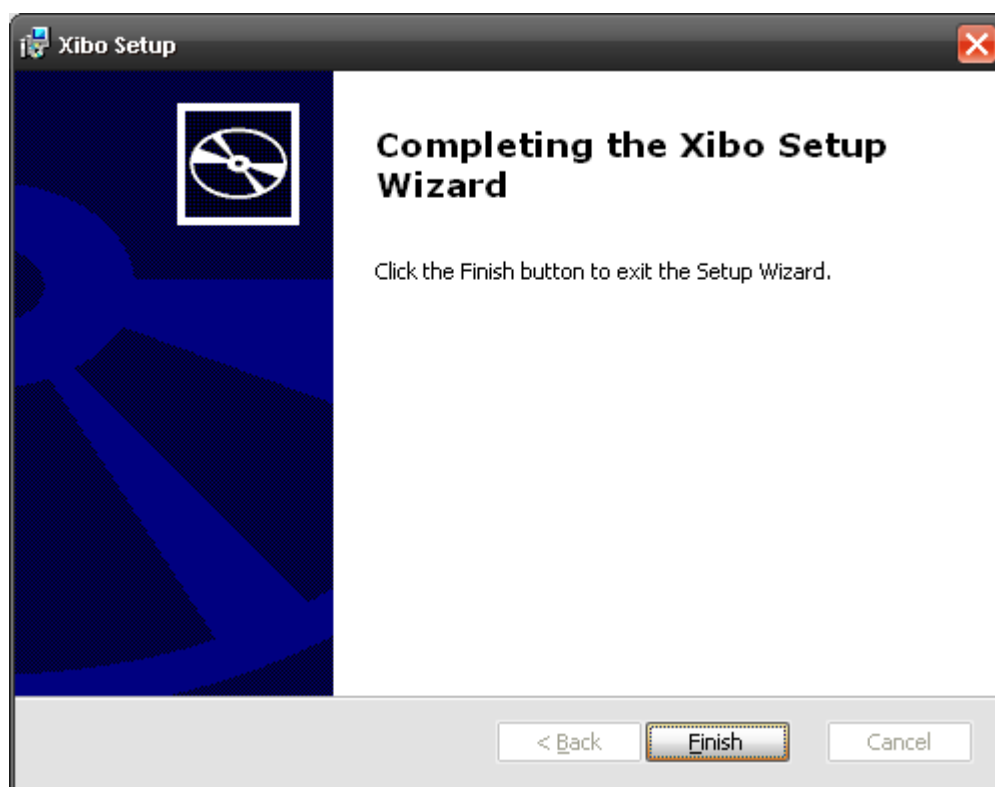 Xibo Setup
Completing the Xibo Setup
Wizard
Click the Finish button to exit the Setup Wizard.
< Back
Finish
Cancel